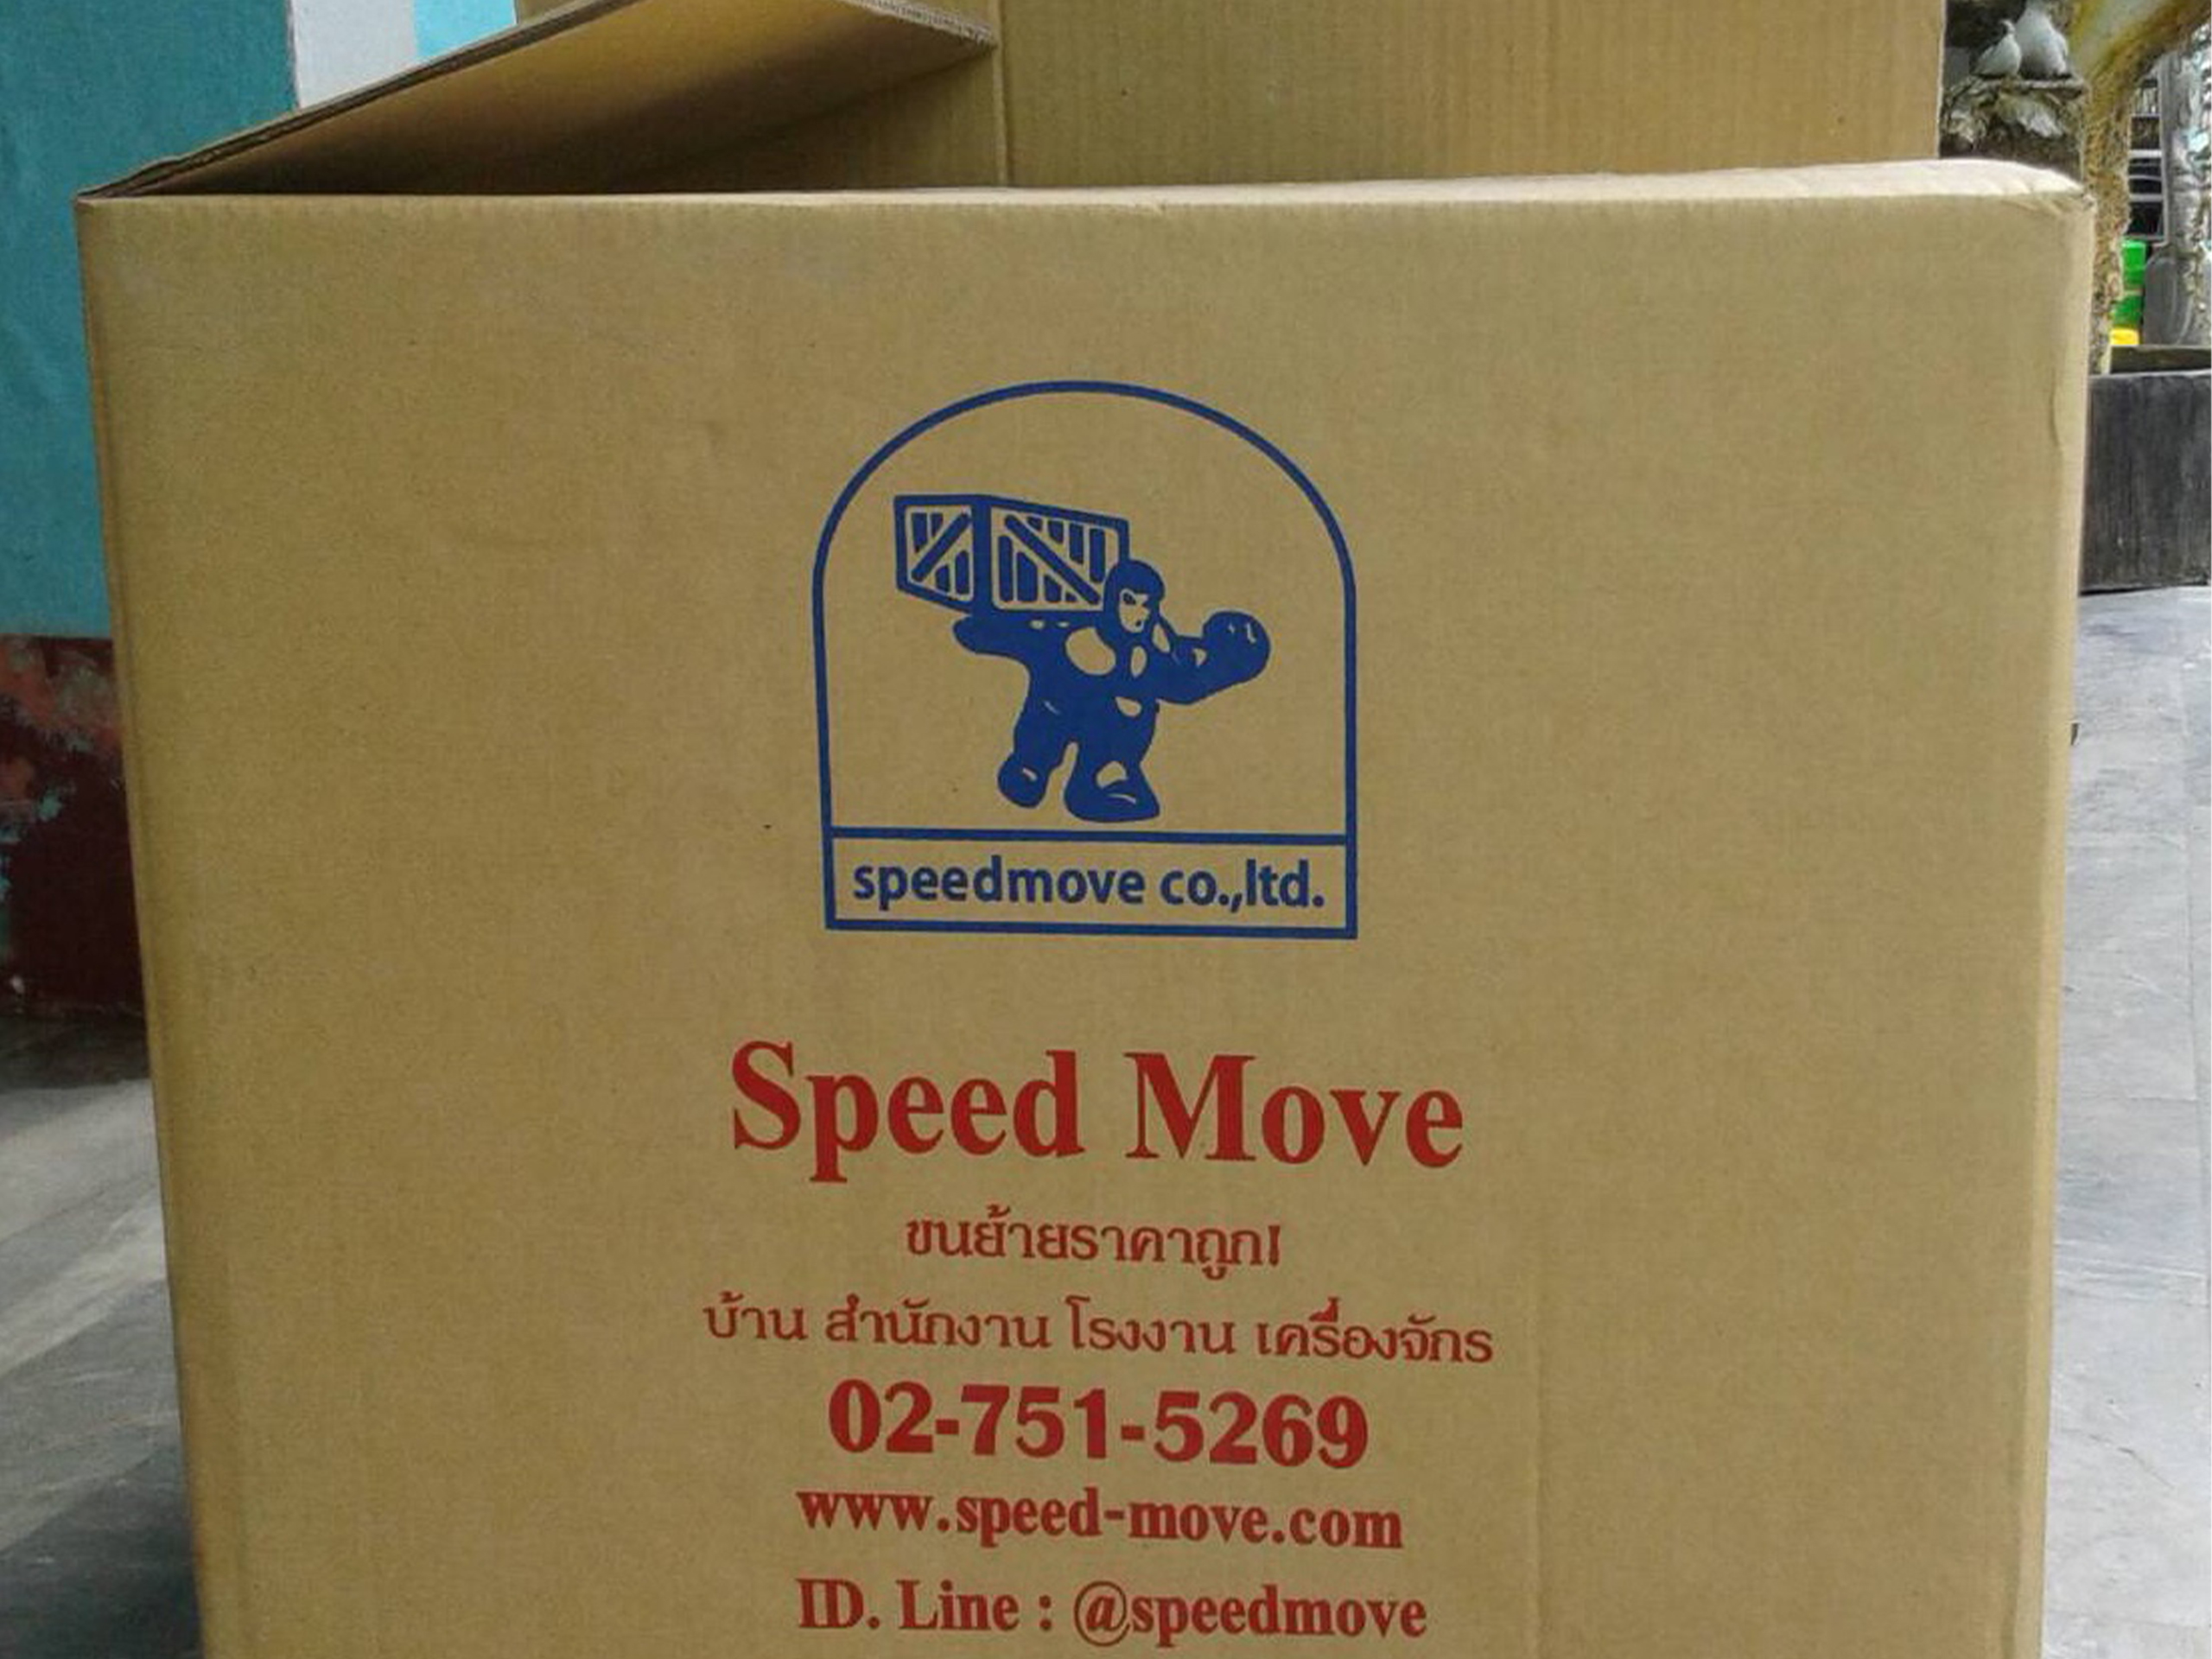 speedmove co.,ltd.
Speed Move
ขนย้ายราคาถูก!
บ้าน สำนักงาน โรงงาน เครื่องจักร
02-751-5269
www.speed-move.com
ID. Line : @speedmove